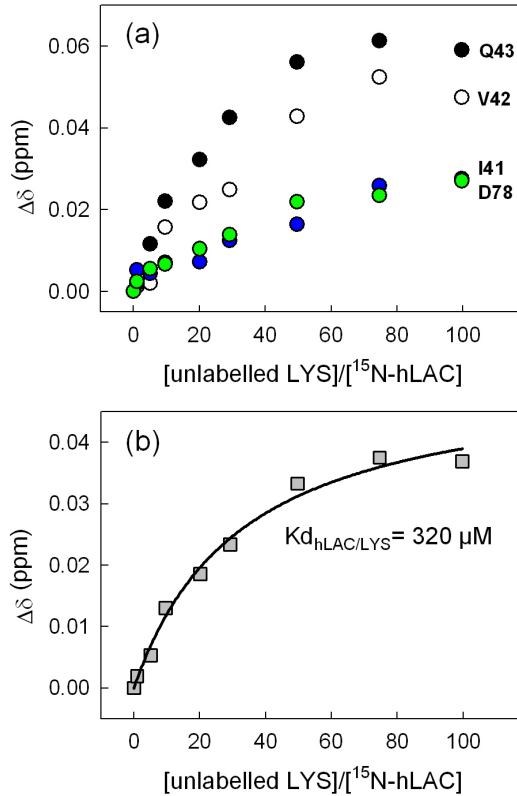 (a)
0.06
0.04
0.02
0.00
Δδ (ppm)
Q43
V42
I41
D78
0 20 40 60 80 100
[unlabelled LYS]/[¹⁵N-hLAC]
(b)
0.04
0.03
0.02
0.01
0.00
Δδ (ppm)
Kd_hLAC/LYS = 320 µM
0 20 40 60 80 100
[unlabelled LYS]/[¹⁵N-hLAC]